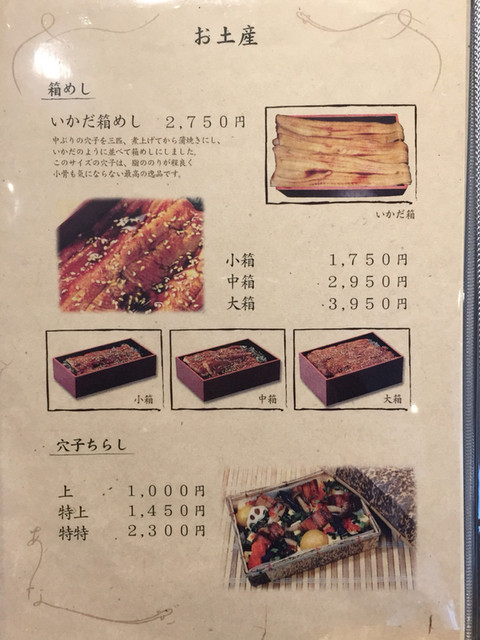 お土産
箱めし
いかだ箱めし 2,750円
中ぶりの穴子を三匹、煮上げてから蒲焼きにし、
いかだのように並べて箱めしにしました。
このサイズの穴子は、脂ののりが程良く
小骨も気にならない最高の逸品です。
いかだ箱
小箱 1,750円
中箱 2,950円
大箱 3,950円
小箱
中箱
大箱
穴子ちらし
上 1,000円
特上 1,450円
特特 2,300円